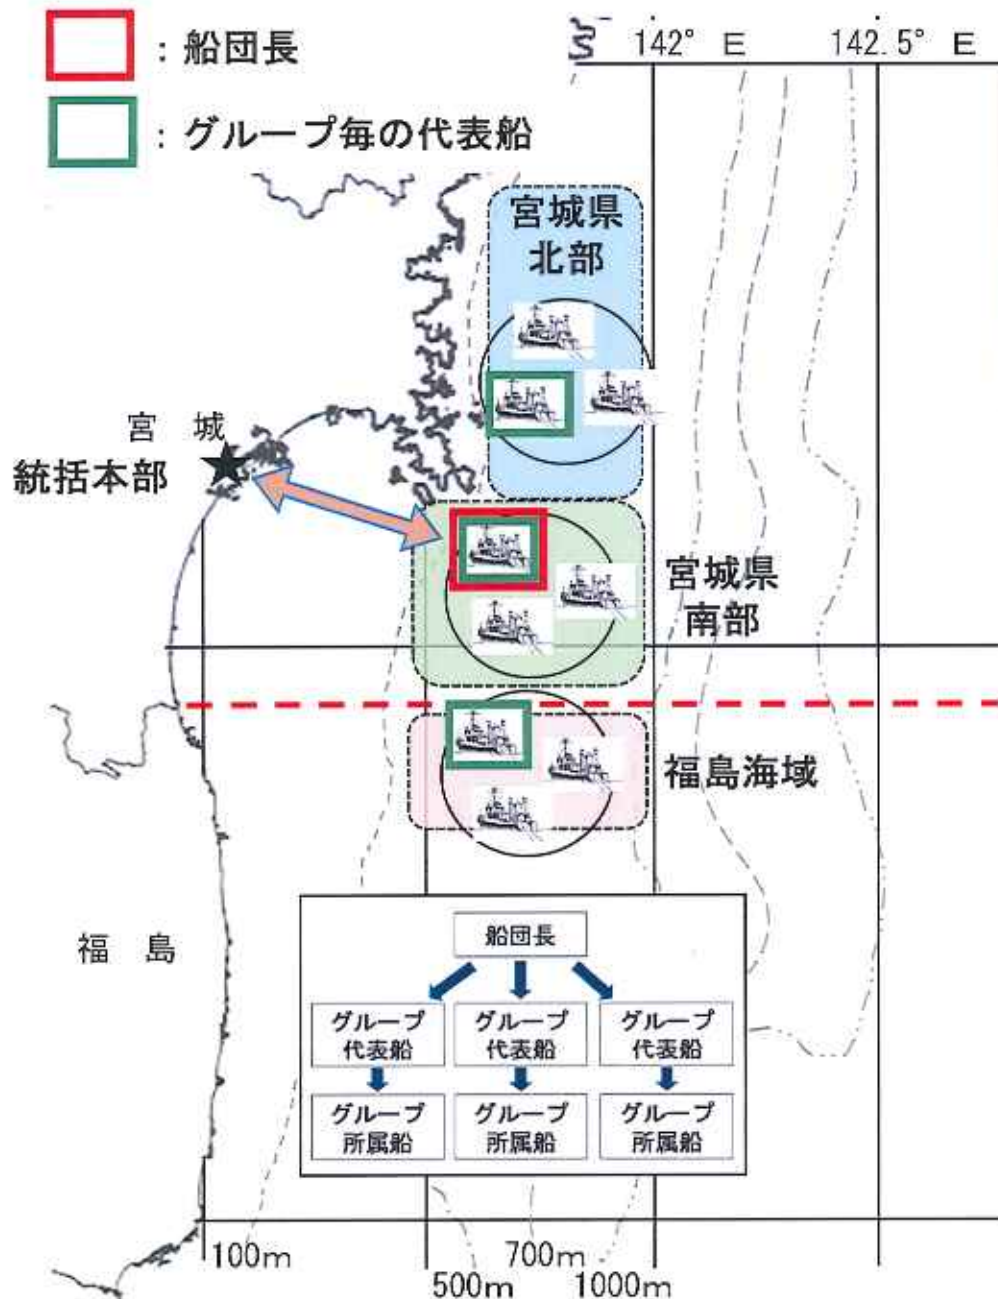 ：船団長
：グループ毎の代表船
142° E
142.5° E
宮城県
北部
宮 城
統括本部
宮城県
南部
福島海域
福 島
船団長
グループ
代表船
グループ
代表船
グループ
代表船
グループ
所属船
グループ
所属船
グループ
所属船
100m
500m
700m
1000m